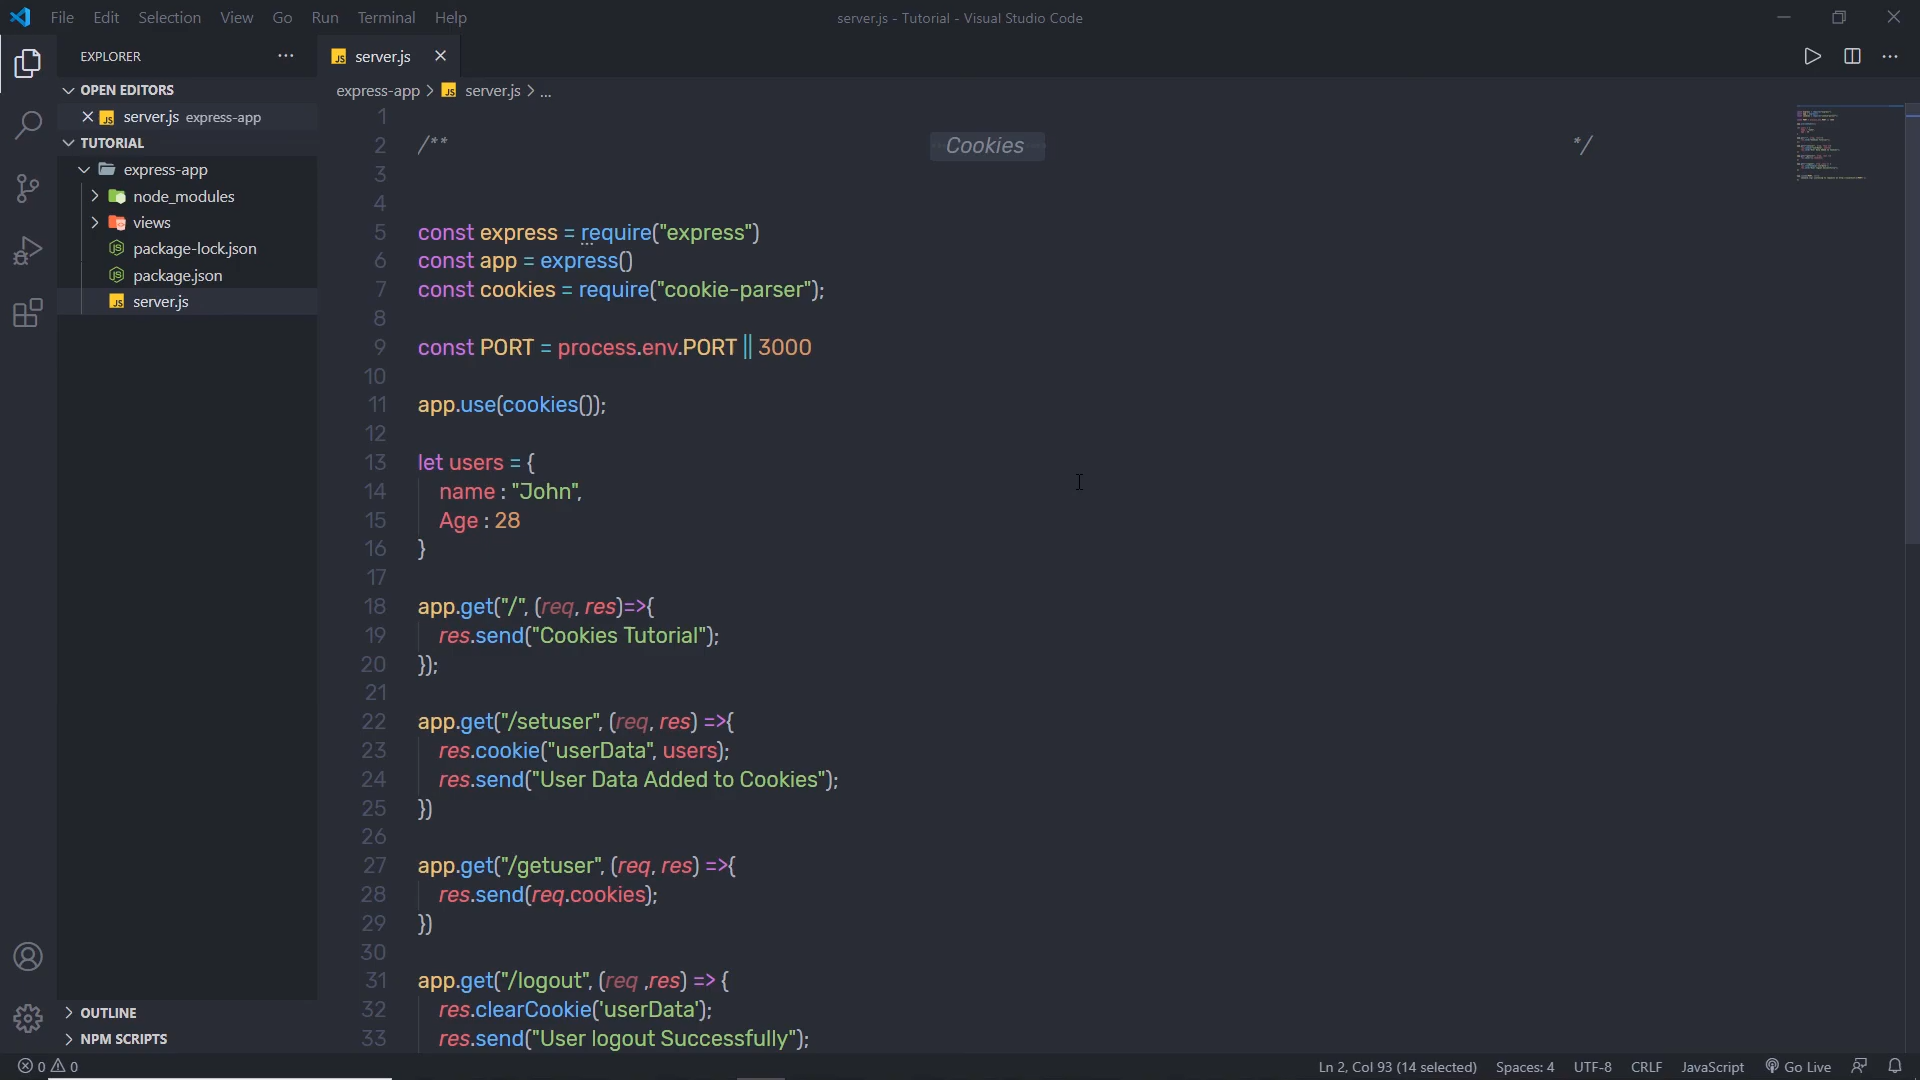 File Edit Selection View Go Run Terminal Help
server.js - Tutorial - Visual Studio Code
EXPLORER
OPEN EDITORS
server.js express-app
TUTORIAL
express-app
node_modules
views
package-lock.json
package.json
server.js
OUTLINE
NPM SCRIPTS
server.js
express-app > server.js > ...
1
2 /** Cookies */
3
4
5 const express = require("express")
6 const app = express()
7 const cookies = require("cookie-parser");
8
9 const PORT = process.env.PORT || 3000
10
11 app.use(cookies());
12
13 let users = {
14 name : "John",
15 Age : 28
16 }
17
18 app.get("/", (req, res)=>{
19 res.send("Cookies Tutorial");
20 });
21
22 app.get("/setuser", (req, res) =>{
23 res.cookie("userData", users);
24 res.send("User Data Added to Cookies");
25 })
26
27 app.get("/getuser", (req, res) =>{
28 res.send(req.cookies);
29 })
30
31 app.get("/logout", (req ,res) => {
32 res.clearCookie('userData');
33 res.send("User logout Successfully");
0 0 Ln 2, Col 93 (14 selected) Spaces: 4 UTF-8 CRLF JavaScript Go Live